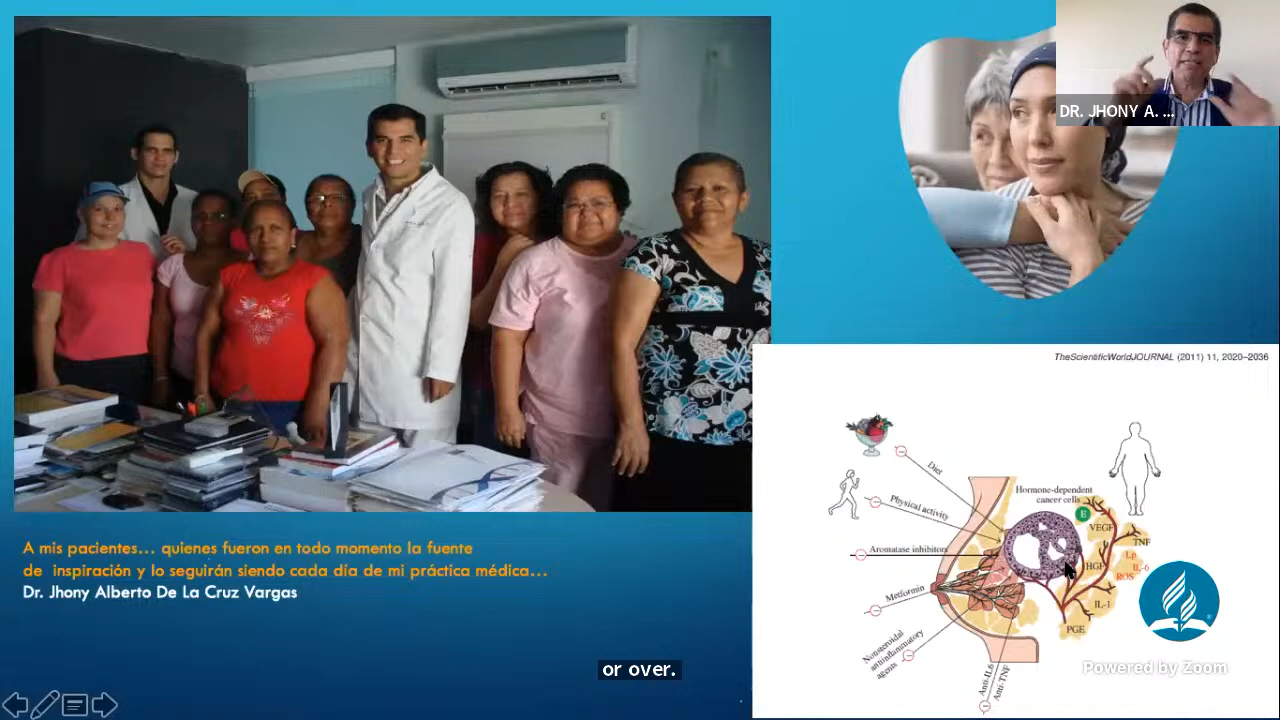 DR. JHONY A. ...
A mis pacientes... quienes fueron en todo momento la fuente
de inspiración y lo seguirán siendo cada día de mi práctica médica...
Dr. Jhony Alberto De La Cruz Vargas
TheScientificWorldJOURNAL (2011) 11, 2020–2036
Diet
Physical activity
Aromatase inhibitors
Metformin
Nonsteroidal
antiinflammatory
agents
Anti-IL6
Anti-TNF
Hormone-dependent
cancer cells
E
VEGF
TNF
Lp
IL-6
HGF
ROS
IL-1
PGE
or over.
Powered by Zoom